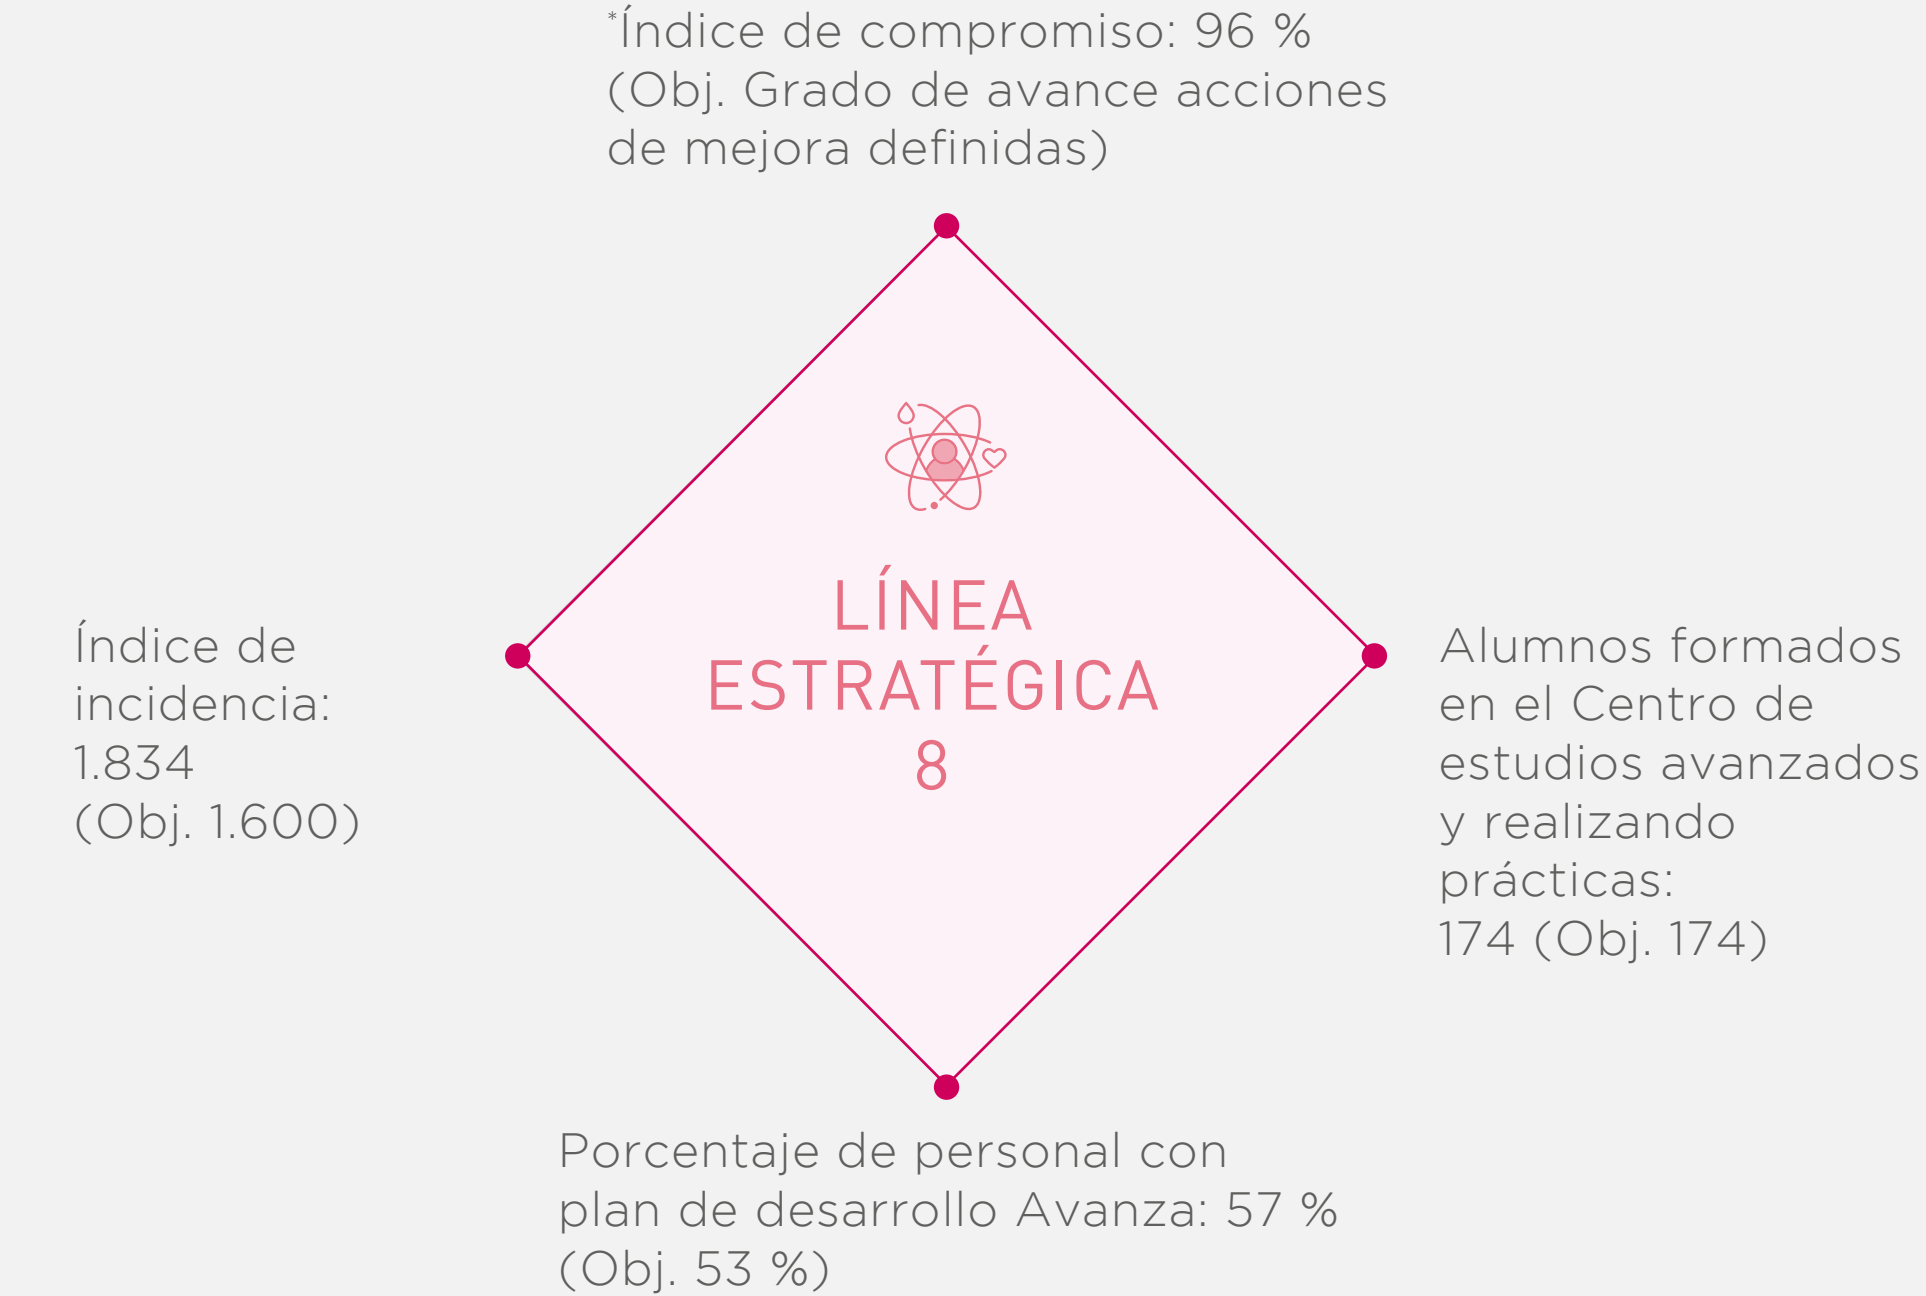 *Índice de compromiso: 96 %
(Obj. Grado de avance acciones
de mejora definidas)
LÍNEA
ESTRATÉGICA
8
Índice de
incidencia:
1.834
(Obj. 1.600)
Alumnos formados
en el Centro de
estudios avanzados
y realizando
prácticas:
174 (Obj. 174)
Porcentaje de personal con
plan de desarrollo Avanza: 57 %
(Obj. 53 %)